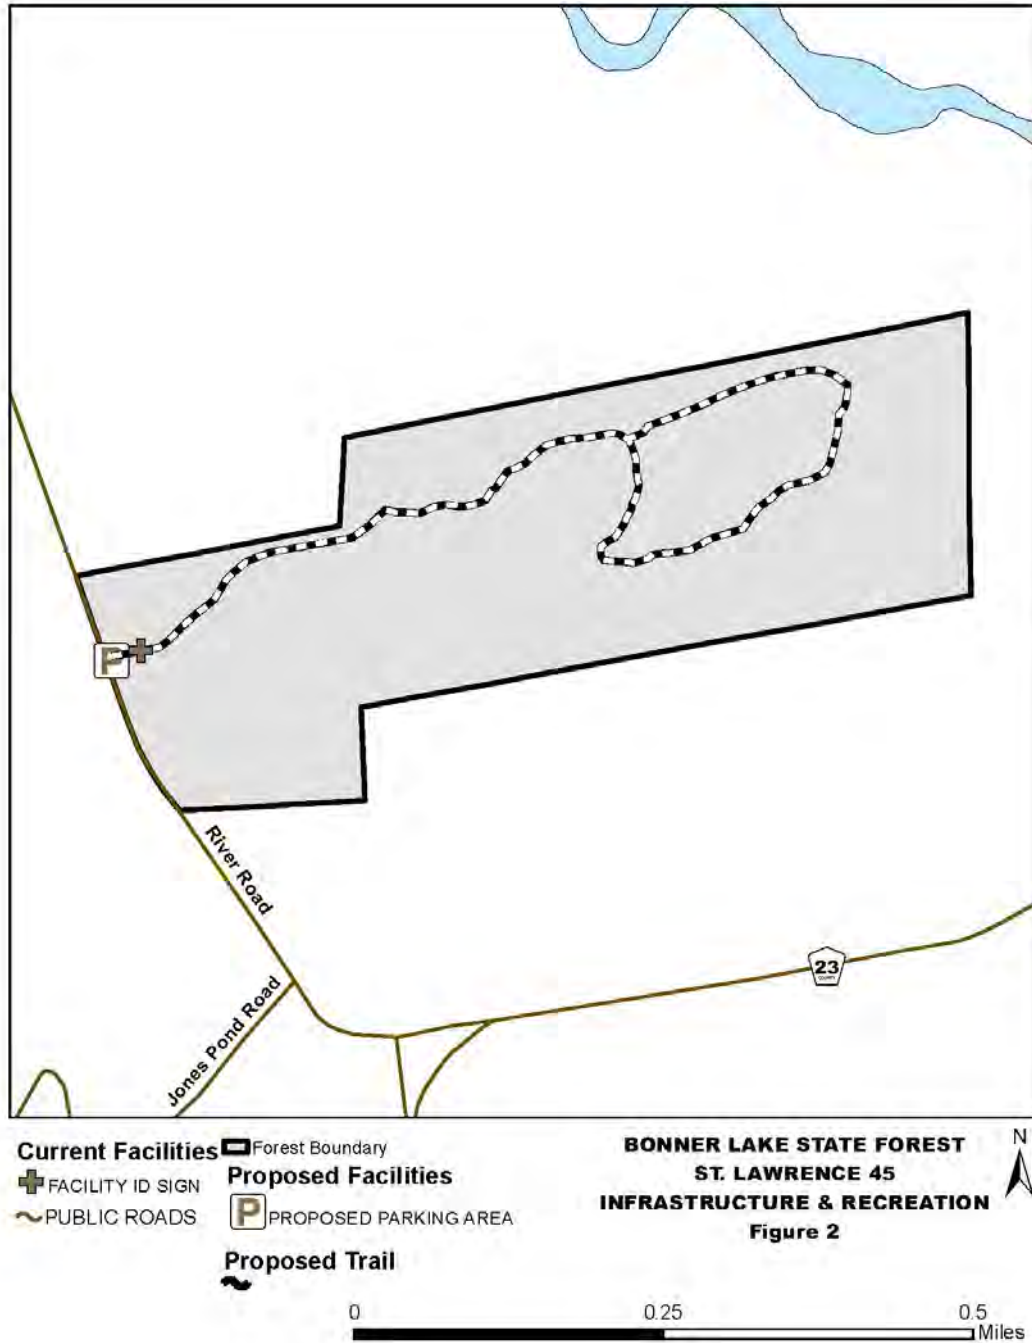 P
River Road
Jones Pond Road
23
Current Facilities
FACILITY ID SIGN
PUBLIC ROADS
Forest Boundary
Proposed Facilities
P PROPOSED PARKING AREA
Proposed Trail
BONNER LAKE STATE FOREST
ST. LAWRENCE 45
INFRASTRUCTURE & RECREATION
Figure 2
N
0 0.25 0.5
Miles